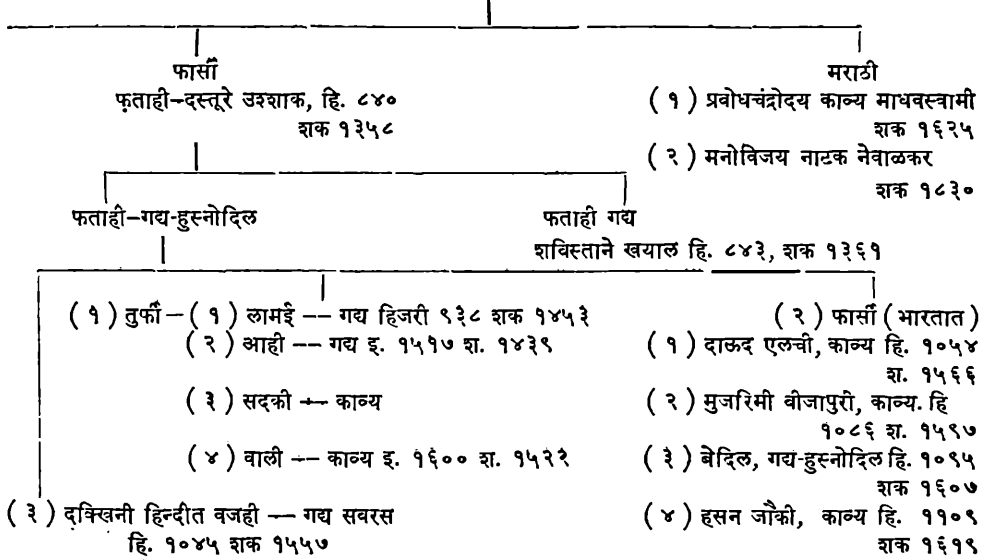 फार्सी
फ़ताही–दस्तूरे उश्शाक, हि. ८४०
शक १३५८
मराठी
( १ ) प्रवोधचंद्रोदय काव्य माधवस्वामी
शक १६२५
( २ ) मनोविजय नाटक नेवाळकर
शक १८३०
फताही–गद्य-हुस्नोदिल
फताही गद्य
शविस्ताने खयाल हि. ८४३, शक १३६१
( १ ) तुर्फी – ( १ ) लामई –– गद्य हिजरी ९३८ शक १४५३
( २ ) आही –– गद्य इ. १५१७ श. १४३९
( ३ ) सदकी –– काव्य
( ४ ) वाली –– काव्य इ. १६०० श. १५२२
( २ ) फार्सी ( भारतात )
( १ ) दाऊद एलची, काव्य हि. १०५४
श. १५६६
( २ ) मुजरिमी वीजापुरी, काव्य. हि
१०८६ श. १५९७
( ३ ) बेदिल, गद्य-हुस्नोदिल हि. १०९५
शक १६०७
( ४ ) हसन जौकी, काव्य हि. ११०९
शक १६१९
( ३ ) दक्खिनी हिन्दीत वजही –– गद्य सवरस
हि. १०४५ शक १५५७